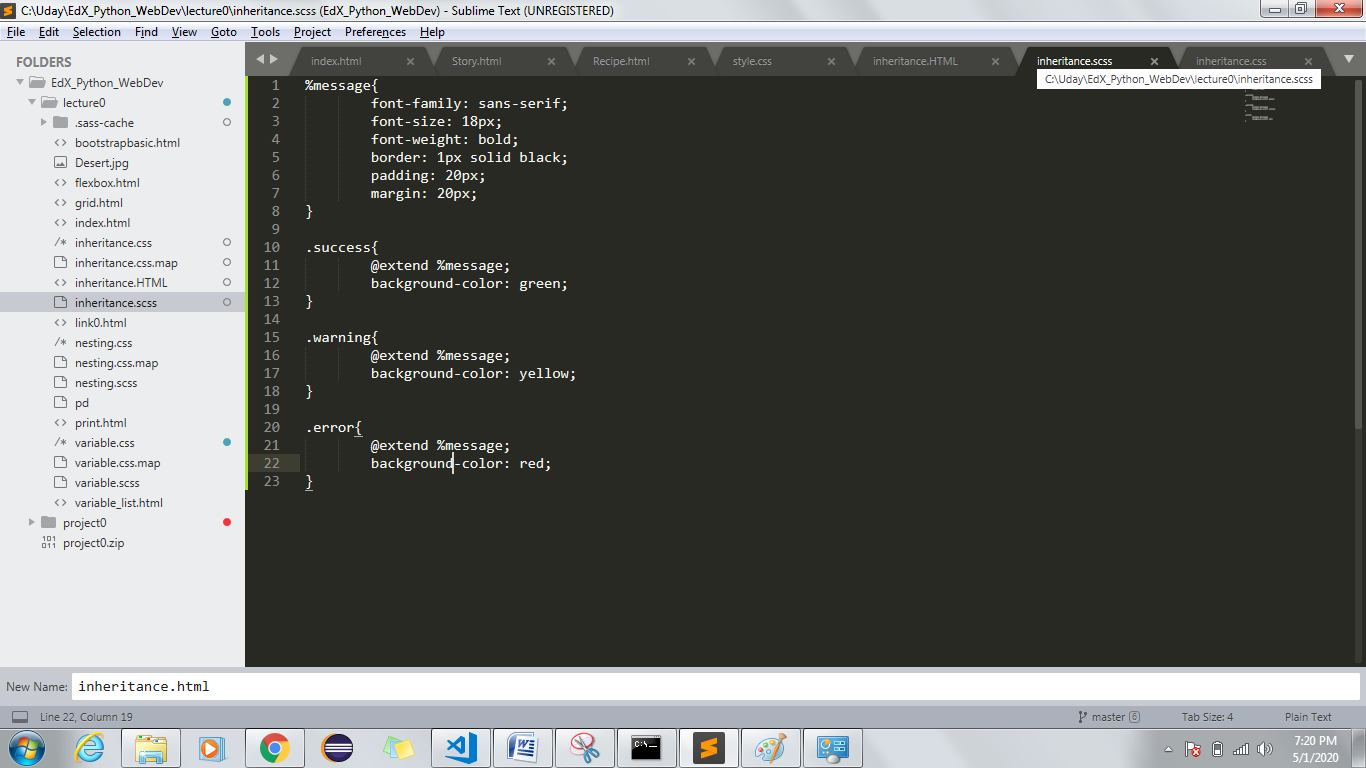 C:\Uday\EdX_Python_WebDev\lecture0\inheritance.scss (EdX_Python_WebDev) - Sublime Text (UNREGISTERED)
File Edit Selection Find View Goto Tools Project Preferences Help
FOLDERS
EdX_Python_WebDev
lecture0
.sass-cache
bootstrapbasic.html
Desert.jpg
flexbox.html
grid.html
index.html
/* inheritance.css
inheritance.css.map
<> inheritance.HTML
inheritance.scss
link0.html
/* nesting.css
nesting.css.map
nesting.scss
pd
print.html
/* variable.css
variable.css.map
variable.scss
variable_list.html
project0
project0.zip
index.html Story.html Recipe.html style.css inheritance.HTML inheritance.scss inheritance.css
C:\Uday\EdX_Python_WebDev\lecture0\inheritance.scss
1 %message{
2 font-family: sans-serif;
3 font-size: 18px;
4 font-weight: bold;
5 border: 1px solid black;
6 padding: 20px;
7 margin: 20px;
8 }
9
10 .success{
11 @extend %message;
12 background-color: green;
13 }
14
15 .warning{
16 @extend %message;
17 background-color: yellow;
18 }
19
20 .error{
21 @extend %message;
22 background-color: red;
23 }
New Name: inheritance.html
Line 22, Column 19 master 6 Tab Size: 4 Plain Text
7:20 PM
5/1/2020